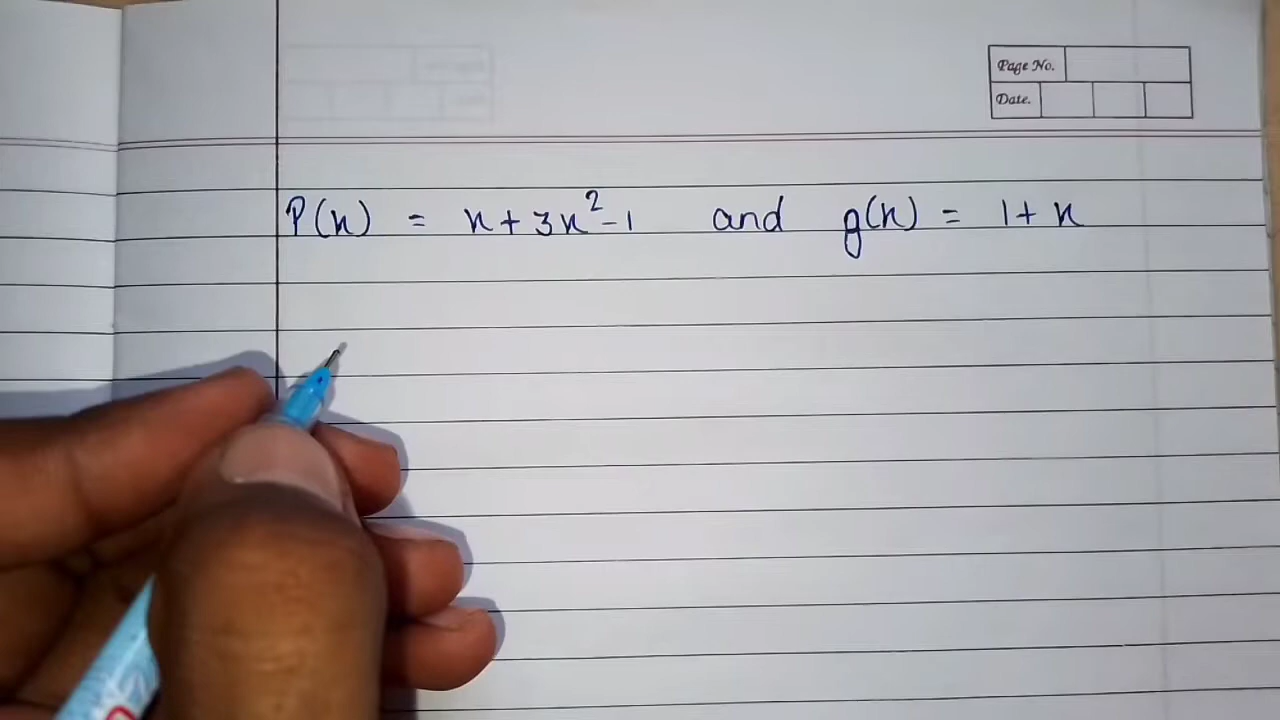 Page No.
Date.
P(x) = x + 3x² - 1 and g(x) = 1 + x